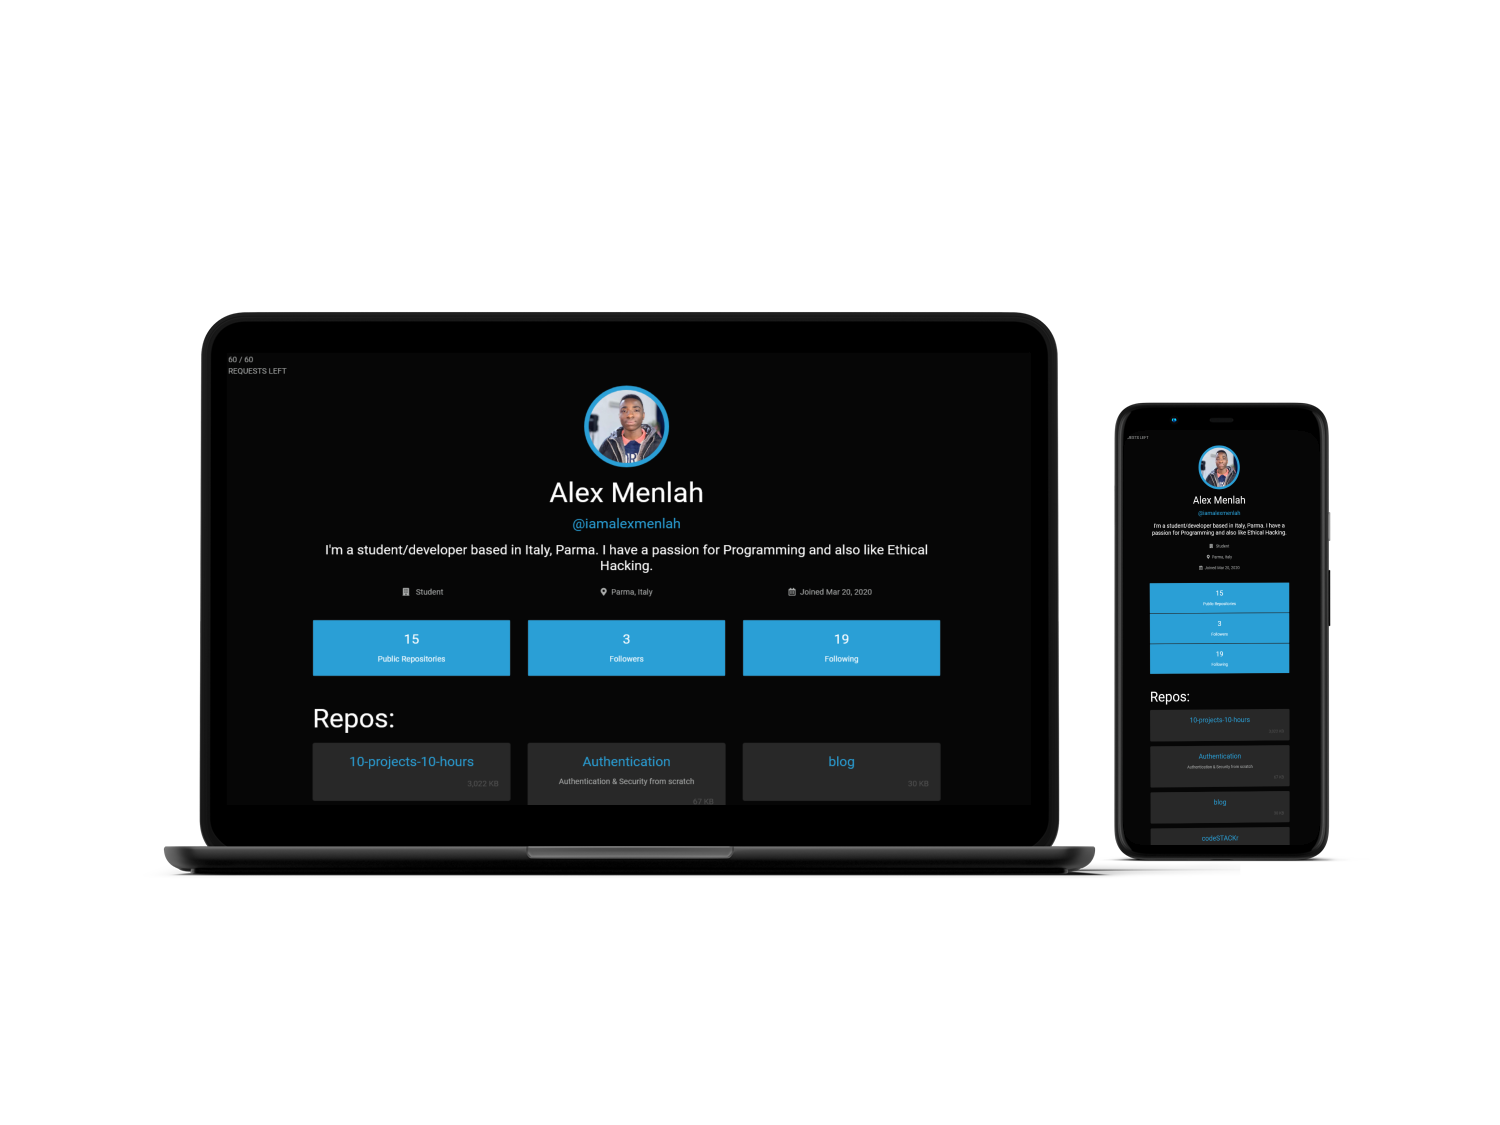 60 / 60
REQUESTS LEFT
Alex Menlah
@iamalexmenlah
I'm a student/developer based in Italy, Parma. I have a passion for Programming and also like Ethical
Hacking.
Student
Parma, Italy
Joined Mar 20, 2020
15
Public Repositories
3
Followers
19
Following
Repos:
10-projects-10-hours
3,022 KB
Authentication
Authentication & Security from scratch
67 KB
blog
30 KB
Alex Menlah
@iamalexmenlah
I'm a student/developer based in Italy, Parma. I have a
passion for Programming and also like Ethical Hacking.
Student
Parma, Italy
Joined Mar 20, 2020
15
Public Repositories
3
Followers
19
Following
Repos:
10-projects-10-hours
Authentication
Authentication & Security from scratch
blog
codeSTACKr